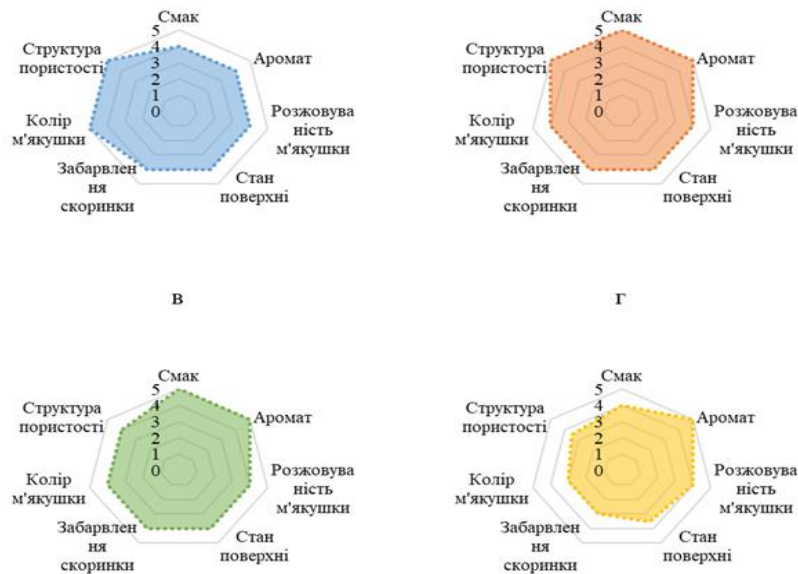 Смак
5
4
3
2
1
0
Аромат
Розжовува
ність
м'якушки
Стан
поверхні
Забарвлен
ня
скоринки
Колір
м'якушки
Структура
пористості
Смак
5
4
3
2
1
0
Аромат
Розжовува
ність
м'якушки
Стан
поверхні
Забарвлен
ня
скоринки
Колір
м'якушки
Структура
пористості
В
Г
Смак
5
4
3
2
1
0
Аромат
Розжовува
ність
м'якушки
Стан
поверхні
Забарвлен
ня
скоринки
Колір
м'якушки
Структура
пористості
Смак
5
4
3
2
1
0
Аромат
Розжовува
ність
м'якушки
Стан
поверхні
Забарвлен
ня
скоринки
Колір
м'якушки
Структура
пористості